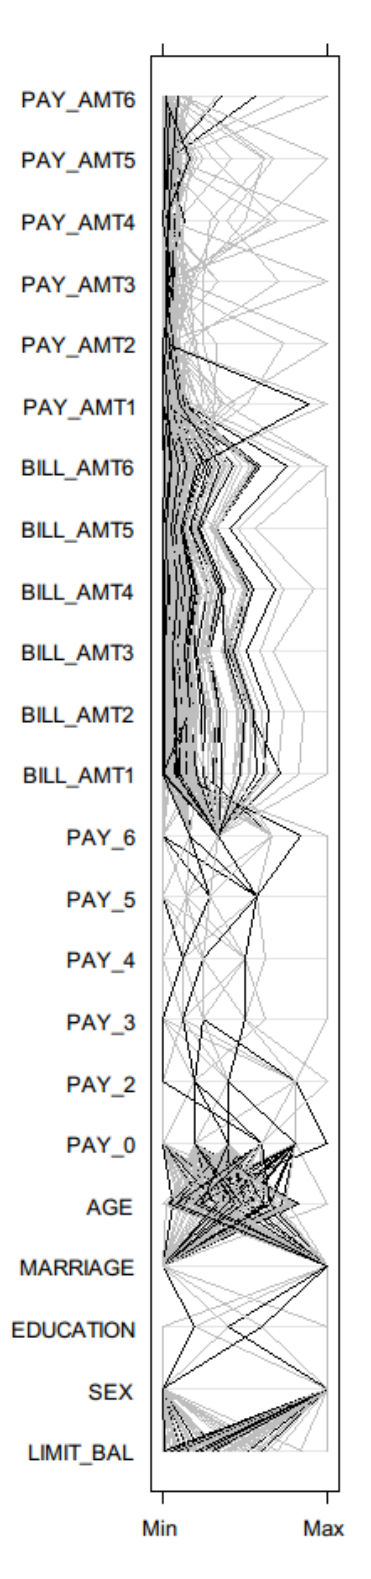 PAY_AMT6
PAY_AMT5
PAY_AMT4
PAY_AMT3
PAY_AMT2
PAY_AMT1
BILL_AMT6
BILL_AMT5
BILL_AMT4
BILL_AMT3
BILL_AMT2
BILL_AMT1
PAY_6
PAY_5
PAY_4
PAY_3
PAY_2
PAY_0
AGE
MARRIAGE
EDUCATION
SEX
LIMIT_BAL
Min Max